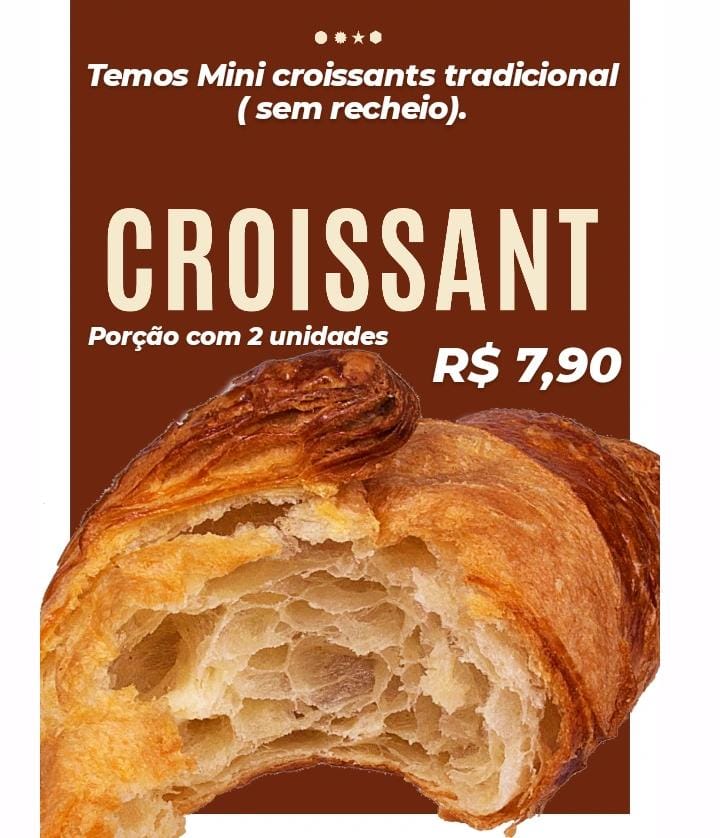 Temos Mini croissants tradicional
( sem recheio).
CROISSANT
Porção com 2 unidades
R$ 7,90